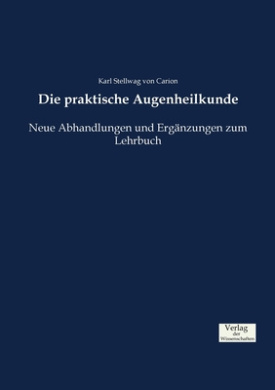 Karl Stellwag von Carion
Die praktische Augenheilkunde
Neue Abhandlungen und Ergänzungen zum
Lehrbuch
Verlag
der
Wissenschaften